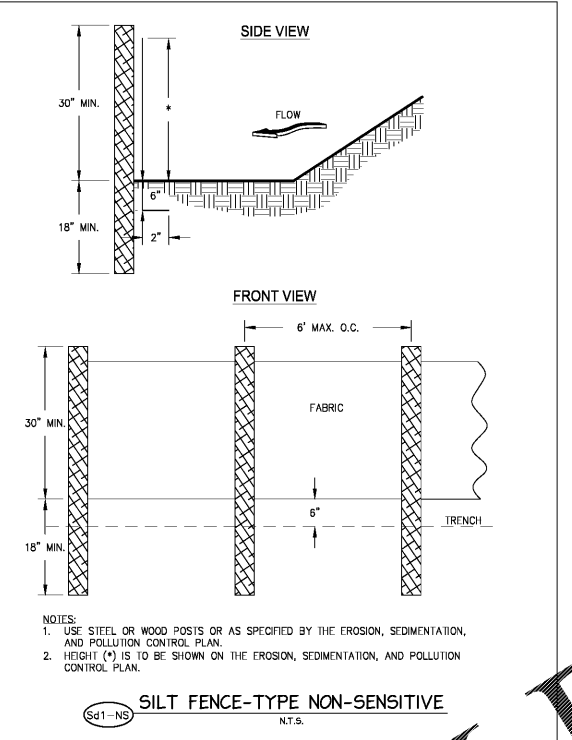 SIDE VIEW
30" MIN.
*
FLOW
6"
18" MIN.
2"
FRONT VIEW
6' MAX. O.C.
FABRIC
30" MIN.
6"
TRENCH
18" MIN.
NOTES:
1. USE STEEL OR WOOD POSTS OR AS SPECIFIED BY THE EROSION, SEDIMENTATION,
AND POLLUTION CONTROL PLAN.
2. HEIGHT (*) IS TO BE SHOWN ON THE EROSION, SEDIMENTATION, AND POLLUTION
CONTROL PLAN.
Sd1-NS
SILT FENCE-TYPE NON-SENSITIVE
N.T.S.